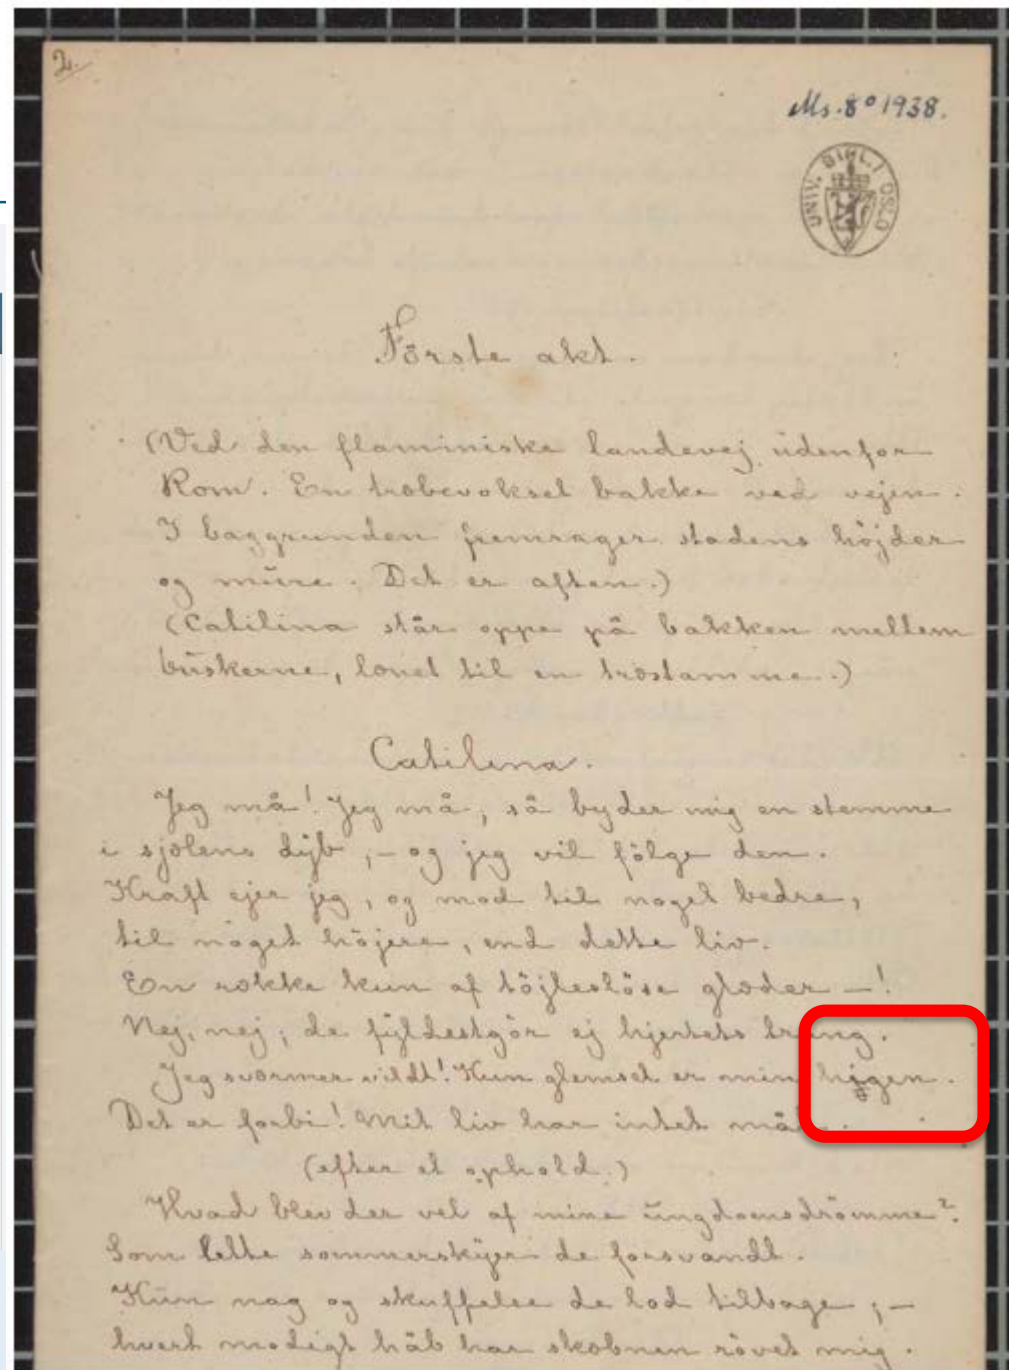 2.
Ms. 8° 1938.
UNIV. BIBL. I OSLO
Förste akt.
(Ved den flaminiske landevej udenfor
Rom. En træbevokset bakke ved vejen.
I baggrunden fremrager stadens höjder
og mure. Det er aften.)
(Catilina står oppe på bakken mellem
buskerne, lænet til en træstamme.)
Catilina.
Jeg må! Jeg må, så byder mig en stemme
i sjælens dyb, – og jeg vil fölge den.
Kraft ejer jeg, og mod til noget bedre,
til noget höjere, end dette liv.
En række kun af töjleslöse glæder –!
Nej, nej; de fyldestgör ej hjertets trang.
Jeg sværmer vildt! Kun glemsel er min higen.
Det er forbi! Mit liv har intet mål.
(efter et ophold.)
Hvad blev der vel af mine ungdomsdrömme?
Som lette sommerskyer de forsvandt.
Kun nag og skuffelse de lod tilbage; –
hvert modigt håb har skæbnen rövet mig.